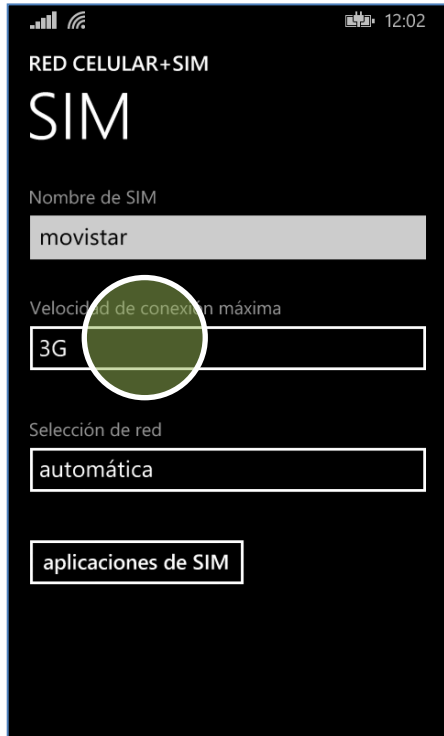 12:02
RED CELULAR+SIM
SIM
Nombre de SIM
movistar
Velocidad de conexión máxima
3G
Selección de red
automática
aplicaciones de SIM